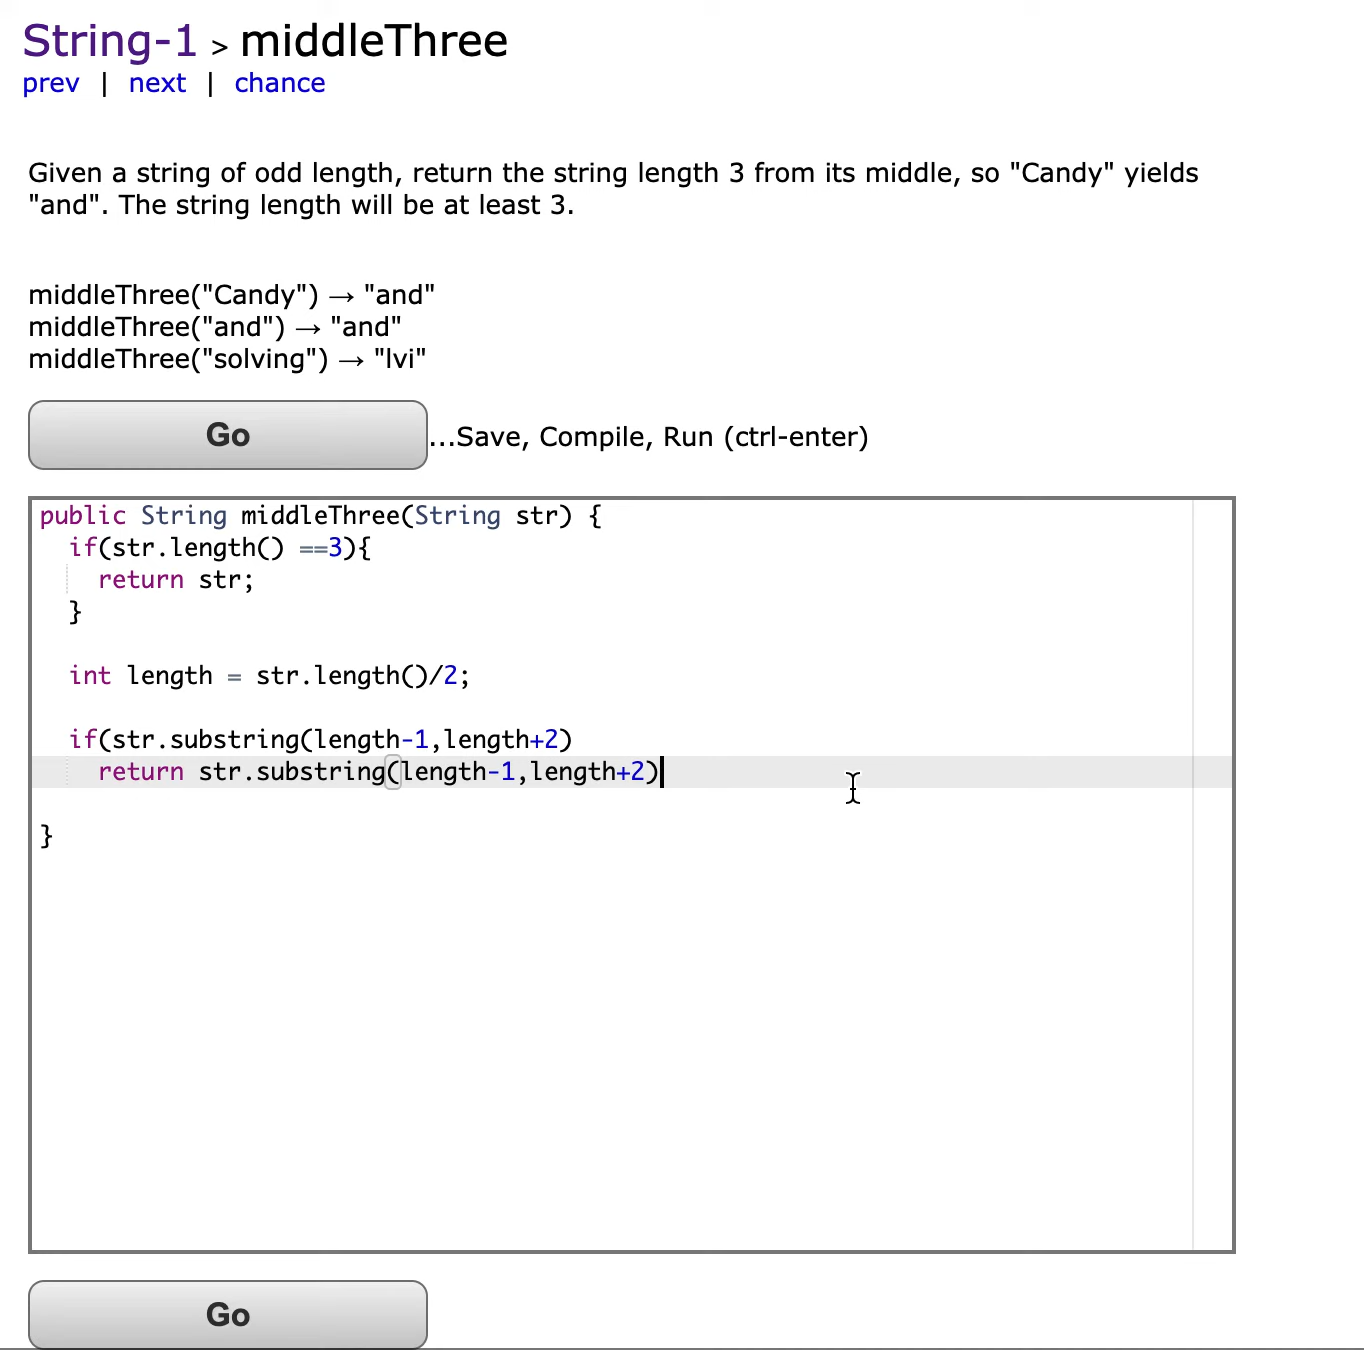 String-1 > middleThree
prev | next | chance
Given a string of odd length, return the string length 3 from its middle, so "Candy" yields
"and". The string length will be at least 3.
middleThree("Candy") → "and"
middleThree("and") → "and"
middleThree("solving") → "lvi"
Go ...Save, Compile, Run (ctrl-enter)
public String middleThree(String str) {
  if(str.length() ==3){
    return str;
  }
  int length = str.length()/2;
  if(str.substring(length-1,length+2)
    return str.substring(length-1,length+2)
}
Go